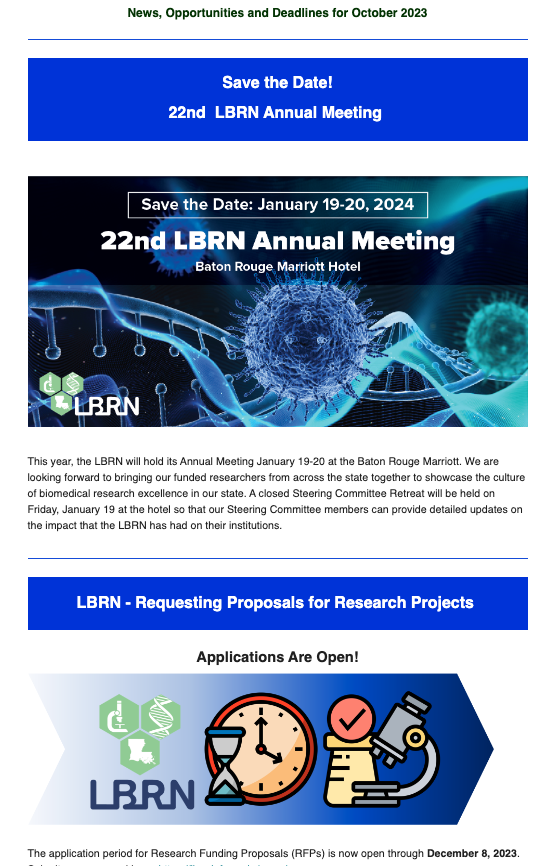 News, Opportunities and Deadlines for October 2023
Save the Date!
22nd  LBRN Annual Meeting
Save the Date: January 19-20, 2024
22nd LBRN Annual Meeting
Baton Rouge Marriott Hotel
LBRN
This year, the LBRN will hold its Annual Meeting January 19-20 at the Baton Rouge Marriott. We are
looking forward to bringing our funded researchers from across the state together to showcase the culture
of biomedical research excellence in our state. A closed Steering Committee Retreat will be held on
Friday, January 19 at the hotel so that our Steering Committee members can provide detailed updates on
the impact that the LBRN has had on their institutions.
LBRN - Requesting Proposals for Research Projects
Applications Are Open!
LBRN
The application period for Research Funding Proposals (RFPs) is now open through December 8, 2023.